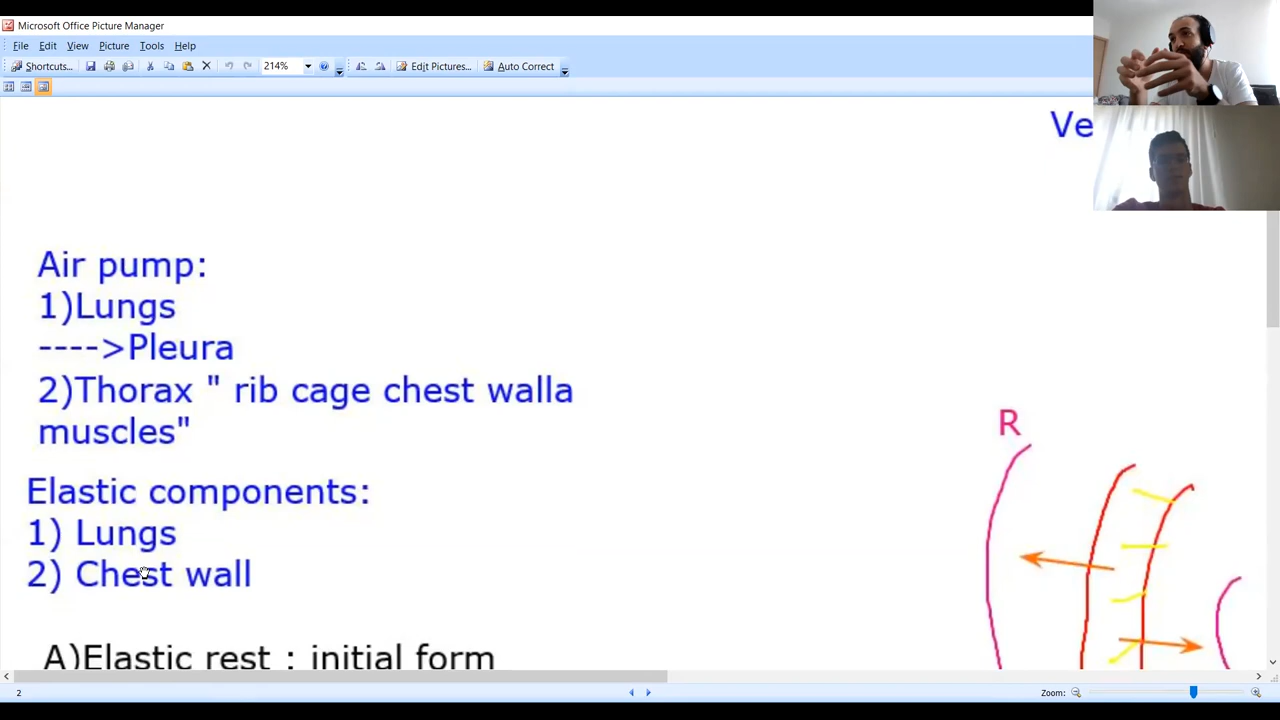 Microsoft Office Picture Manager
File Edit View Picture Tools Help
Shortcuts... 214% Edit Pictures... Auto Correct
Ve
Air pump:
1)Lungs
---->Pleura
2)Thorax " rib cage chest walla
muscles"
R
Elastic components:
1) Lungs
2) Chest wall
A)Elastic rest : initial form
2 Zoom: